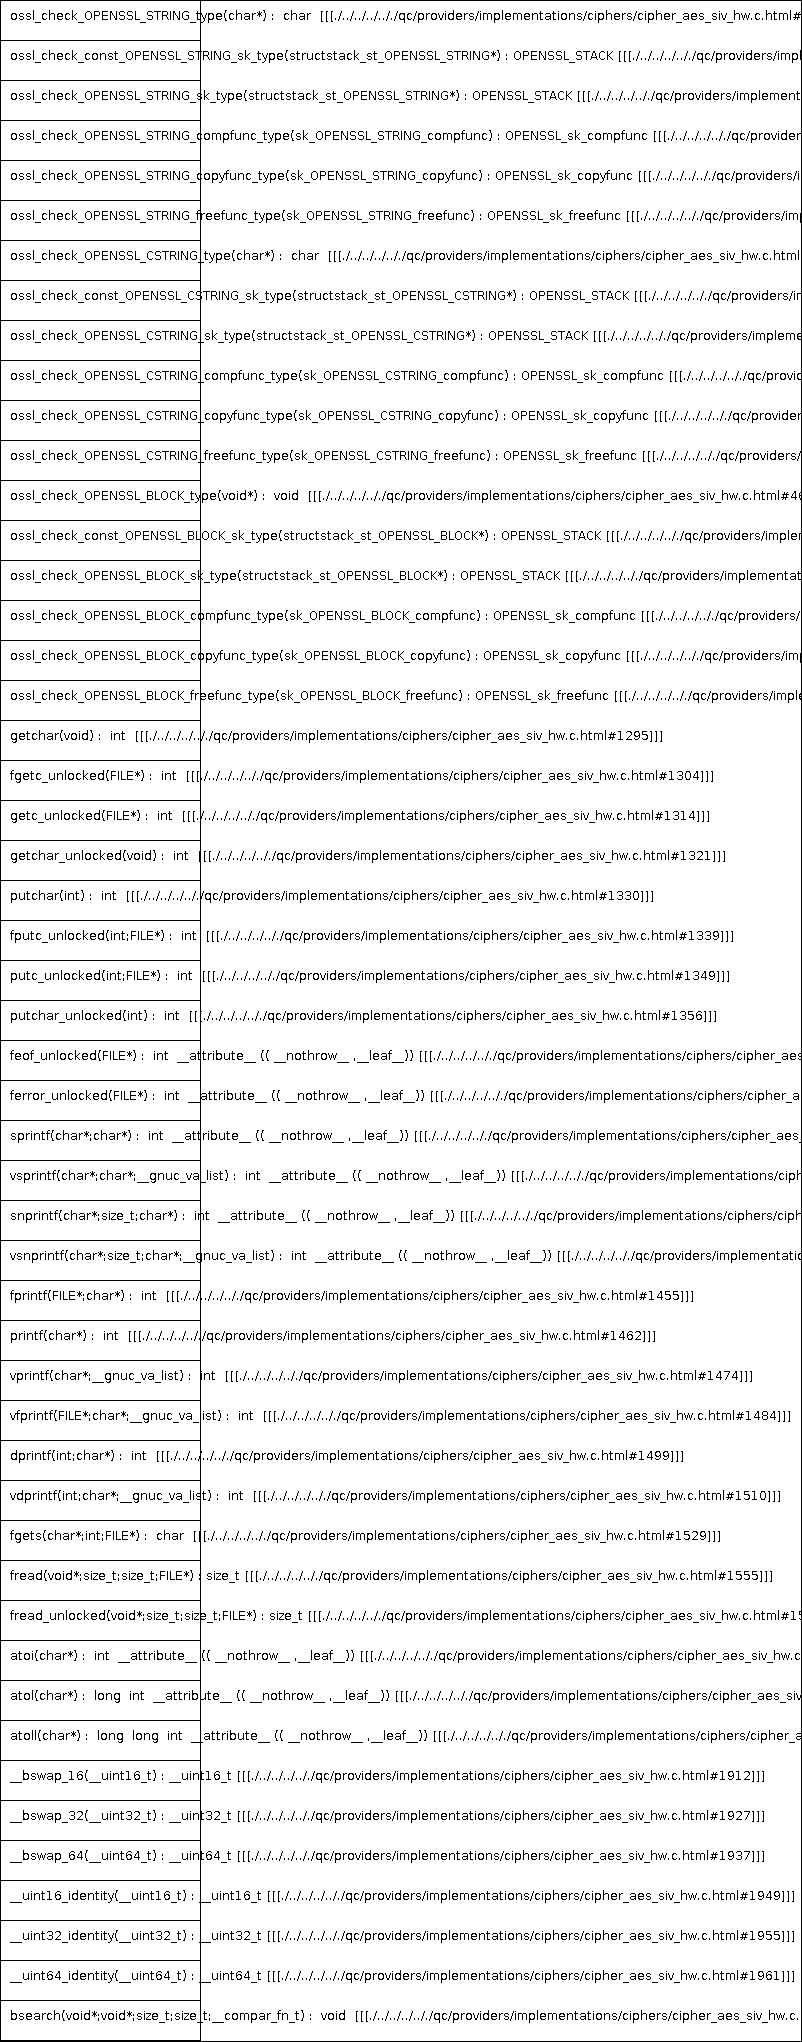 ossl_check_OPENSSL_STRING_type(char*) : char [[[./../../../../../qc/providers/implementations/ciphers/cipher_aes_siv_hw.c.html#
ossl_check_const_OPENSSL_STRING_sk_type(structstack_st_OPENSSL_STRING*) : OPENSSL_STACK [[[./../../../../../qc/providers/impl
ossl_check_OPENSSL_STRING_sk_type(structstack_st_OPENSSL_STRING*) : OPENSSL_STACK [[[./../../../../../qc/providers/implement
ossl_check_OPENSSL_STRING_compfunc_type(sk_OPENSSL_STRING_compfunc) : OPENSSL_sk_compfunc [[[./../../../../../qc/provider
ossl_check_OPENSSL_STRING_copyfunc_type(sk_OPENSSL_STRING_copyfunc) : OPENSSL_sk_copyfunc [[[./../../../../../qc/providers/i
ossl_check_OPENSSL_STRING_freefunc_type(sk_OPENSSL_STRING_freefunc) : OPENSSL_sk_freefunc [[[./../../../../../qc/providers/im
ossl_check_OPENSSL_CSTRING_type(char*) : char [[[./../../../../../qc/providers/implementations/ciphers/cipher_aes_siv_hw.c.html
ossl_check_const_OPENSSL_CSTRING_sk_type(structstack_st_OPENSSL_CSTRING*) : OPENSSL_STACK [[[./../../../../../qc/providers/i
ossl_check_OPENSSL_CSTRING_sk_type(structstack_st_OPENSSL_CSTRING*) : OPENSSL_STACK [[[./../../../../../qc/providers/impleme
ossl_check_OPENSSL_CSTRING_compfunc_type(sk_OPENSSL_CSTRING_compfunc) : OPENSSL_sk_compfunc [[[./../../../../../qc/provi
ossl_check_OPENSSL_CSTRING_copyfunc_type(sk_OPENSSL_CSTRING_copyfunc) : OPENSSL_sk_copyfunc [[[./../../../../../qc/provider
ossl_check_OPENSSL_CSTRING_freefunc_type(sk_OPENSSL_CSTRING_freefunc) : OPENSSL_sk_freefunc [[[./../../../../../qc/providers/
ossl_check_OPENSSL_BLOCK_type(void*) : void [[[./../../../../../qc/providers/implementations/ciphers/cipher_aes_siv_hw.c.html#46
ossl_check_const_OPENSSL_BLOCK_sk_type(structstack_st_OPENSSL_BLOCK*) : OPENSSL_STACK [[[./../../../../../qc/providers/imple
ossl_check_OPENSSL_BLOCK_sk_type(structstack_st_OPENSSL_BLOCK*) : OPENSSL_STACK [[[./../../../../../qc/providers/implementat
ossl_check_OPENSSL_BLOCK_compfunc_type(sk_OPENSSL_BLOCK_compfunc) : OPENSSL_sk_compfunc [[[./../../../../../qc/providers/
ossl_check_OPENSSL_BLOCK_copyfunc_type(sk_OPENSSL_BLOCK_copyfunc) : OPENSSL_sk_copyfunc [[[./../../../../../qc/providers/im
ossl_check_OPENSSL_BLOCK_freefunc_type(sk_OPENSSL_BLOCK_freefunc) : OPENSSL_sk_freefunc [[[./../../../../../qc/providers/imple
getchar(void) : int [[[./../../../../../qc/providers/implementations/ciphers/cipher_aes_siv_hw.c.html#1295]]]
fgetc_unlocked(FILE*) : int [[[./../../../../../qc/providers/implementations/ciphers/cipher_aes_siv_hw.c.html#1304]]]
getc_unlocked(FILE*) : int [[[./../../../../../qc/providers/implementations/ciphers/cipher_aes_siv_hw.c.html#1314]]]
getchar_unlocked(void) : int [[[./../../../../../qc/providers/implementations/ciphers/cipher_aes_siv_hw.c.html#1321]]]
putchar(int) : int [[[./../../../../../qc/providers/implementations/ciphers/cipher_aes_siv_hw.c.html#1330]]]
fputc_unlocked(int;FILE*) : int [[[./../../../../../qc/providers/implementations/ciphers/cipher_aes_siv_hw.c.html#1339]]]
putc_unlocked(int;FILE*) : int [[[./../../../../../qc/providers/implementations/ciphers/cipher_aes_siv_hw.c.html#1349]]]
putchar_unlocked(int) : int [[[./../../../../../qc/providers/implementations/ciphers/cipher_aes_siv_hw.c.html#1356]]]
feof_unlocked(FILE*) : int __attribute__ (( __nothrow__ ,__leaf__)) [[[./../../../../../qc/providers/implementations/ciphers/cipher_aes
ferror_unlocked(FILE*) : int __attribute__ (( __nothrow__ ,__leaf__)) [[[./../../../../../qc/providers/implementations/ciphers/cipher_a
sprintf(char*;char*) : int __attribute__ (( __nothrow__ ,__leaf__)) [[[./../../../../../qc/providers/implementations/ciphers/cipher_aes_
vsprintf(char*;char*;__gnuc_va_list) : int __attribute__ (( __nothrow__ ,__leaf__)) [[[./../../../../../qc/providers/implementations/ciph
snprintf(char*;size_t;char*) : int __attribute__ (( __nothrow__ ,__leaf__)) [[[./../../../../../qc/providers/implementations/ciphers/ciph
vsnprintf(char*;size_t;char*;__gnuc_va_list) : int __attribute__ (( __nothrow__ ,__leaf__)) [[[./../../../../../qc/providers/implementatio
fprintf(FILE*;char*) : int [[[./../../../../../qc/providers/implementations/ciphers/cipher_aes_siv_hw.c.html#1455]]]
printf(char*) : int [[[./../../../../../qc/providers/implementations/ciphers/cipher_aes_siv_hw.c.html#1462]]]
vprintf(char*;__gnuc_va_list) : int [[[./../../../../../qc/providers/implementations/ciphers/cipher_aes_siv_hw.c.html#1474]]]
vfprintf(FILE*;char*;__gnuc_va_list) : int [[[./../../../../../qc/providers/implementations/ciphers/cipher_aes_siv_hw.c.html#1484]]]
dprintf(int;char*) : int [[[./../../../../../qc/providers/implementations/ciphers/cipher_aes_siv_hw.c.html#1499]]]
vdprintf(int;char*;__gnuc_va_list) : int [[[./../../../../../qc/providers/implementations/ciphers/cipher_aes_siv_hw.c.html#1510]]]
fgets(char*;int;FILE*) : char [[[./../../../../../qc/providers/implementations/ciphers/cipher_aes_siv_hw.c.html#1529]]]
fread(void*;size_t;size_t;FILE*) : size_t [[[./../../../../../qc/providers/implementations/ciphers/cipher_aes_siv_hw.c.html#1555]]]
fread_unlocked(void*;size_t;size_t;FILE*) : size_t [[[./../../../../../qc/providers/implementations/ciphers/cipher_aes_siv_hw.c.html#15
atoi(char*) : int __attribute__ (( __nothrow__ ,__leaf__)) [[[./../../../../../qc/providers/implementations/ciphers/cipher_aes_siv_hw.c
atol(char*) : long int __attribute__ (( __nothrow__ ,__leaf__)) [[[./../../../../../qc/providers/implementations/ciphers/cipher_aes_siv
atoll(char*) : long long int __attribute__ (( __nothrow__ ,__leaf__)) [[[./../../../../../qc/providers/implementations/ciphers/cipher_a
__bswap_16(__uint16_t) : __uint16_t [[[./../../../../../qc/providers/implementations/ciphers/cipher_aes_siv_hw.c.html#1912]]]
__bswap_32(__uint32_t) : __uint32_t [[[./../../../../../qc/providers/implementations/ciphers/cipher_aes_siv_hw.c.html#1927]]]
__bswap_64(__uint64_t) : __uint64_t [[[./../../../../../qc/providers/implementations/ciphers/cipher_aes_siv_hw.c.html#1937]]]
__uint16_identity(__uint16_t) : __uint16_t [[[./../../../../../qc/providers/implementations/ciphers/cipher_aes_siv_hw.c.html#1949]]]
__uint32_identity(__uint32_t) : __uint32_t [[[./../../../../../qc/providers/implementations/ciphers/cipher_aes_siv_hw.c.html#1955]]]
__uint64_identity(__uint64_t) : __uint64_t [[[./../../../../../qc/providers/implementations/ciphers/cipher_aes_siv_hw.c.html#1961]]]
bsearch(void*;void*;size_t;size_t;__compar_fn_t) : void [[[./../../../../../qc/providers/implementations/ciphers/cipher_aes_siv_hw.c.